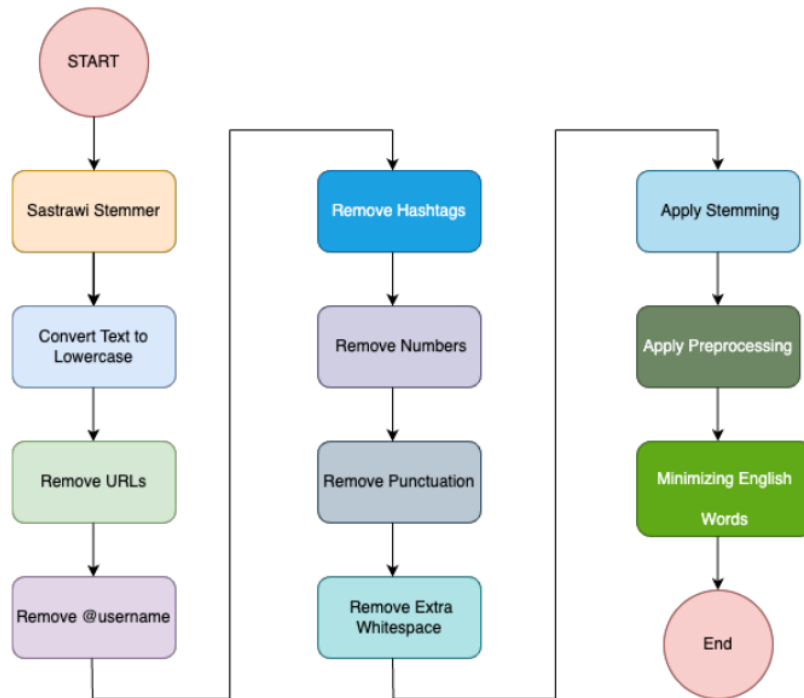 START
Sastrawi Stemmer
Convert Text to
Lowercase
Remove URLs
Remove @username
Remove Hashtags
Remove Numbers
Remove Punctuation
Remove Extra
Whitespace
Apply Stemming
Apply Preprocessing
Minimizing English
Words
End